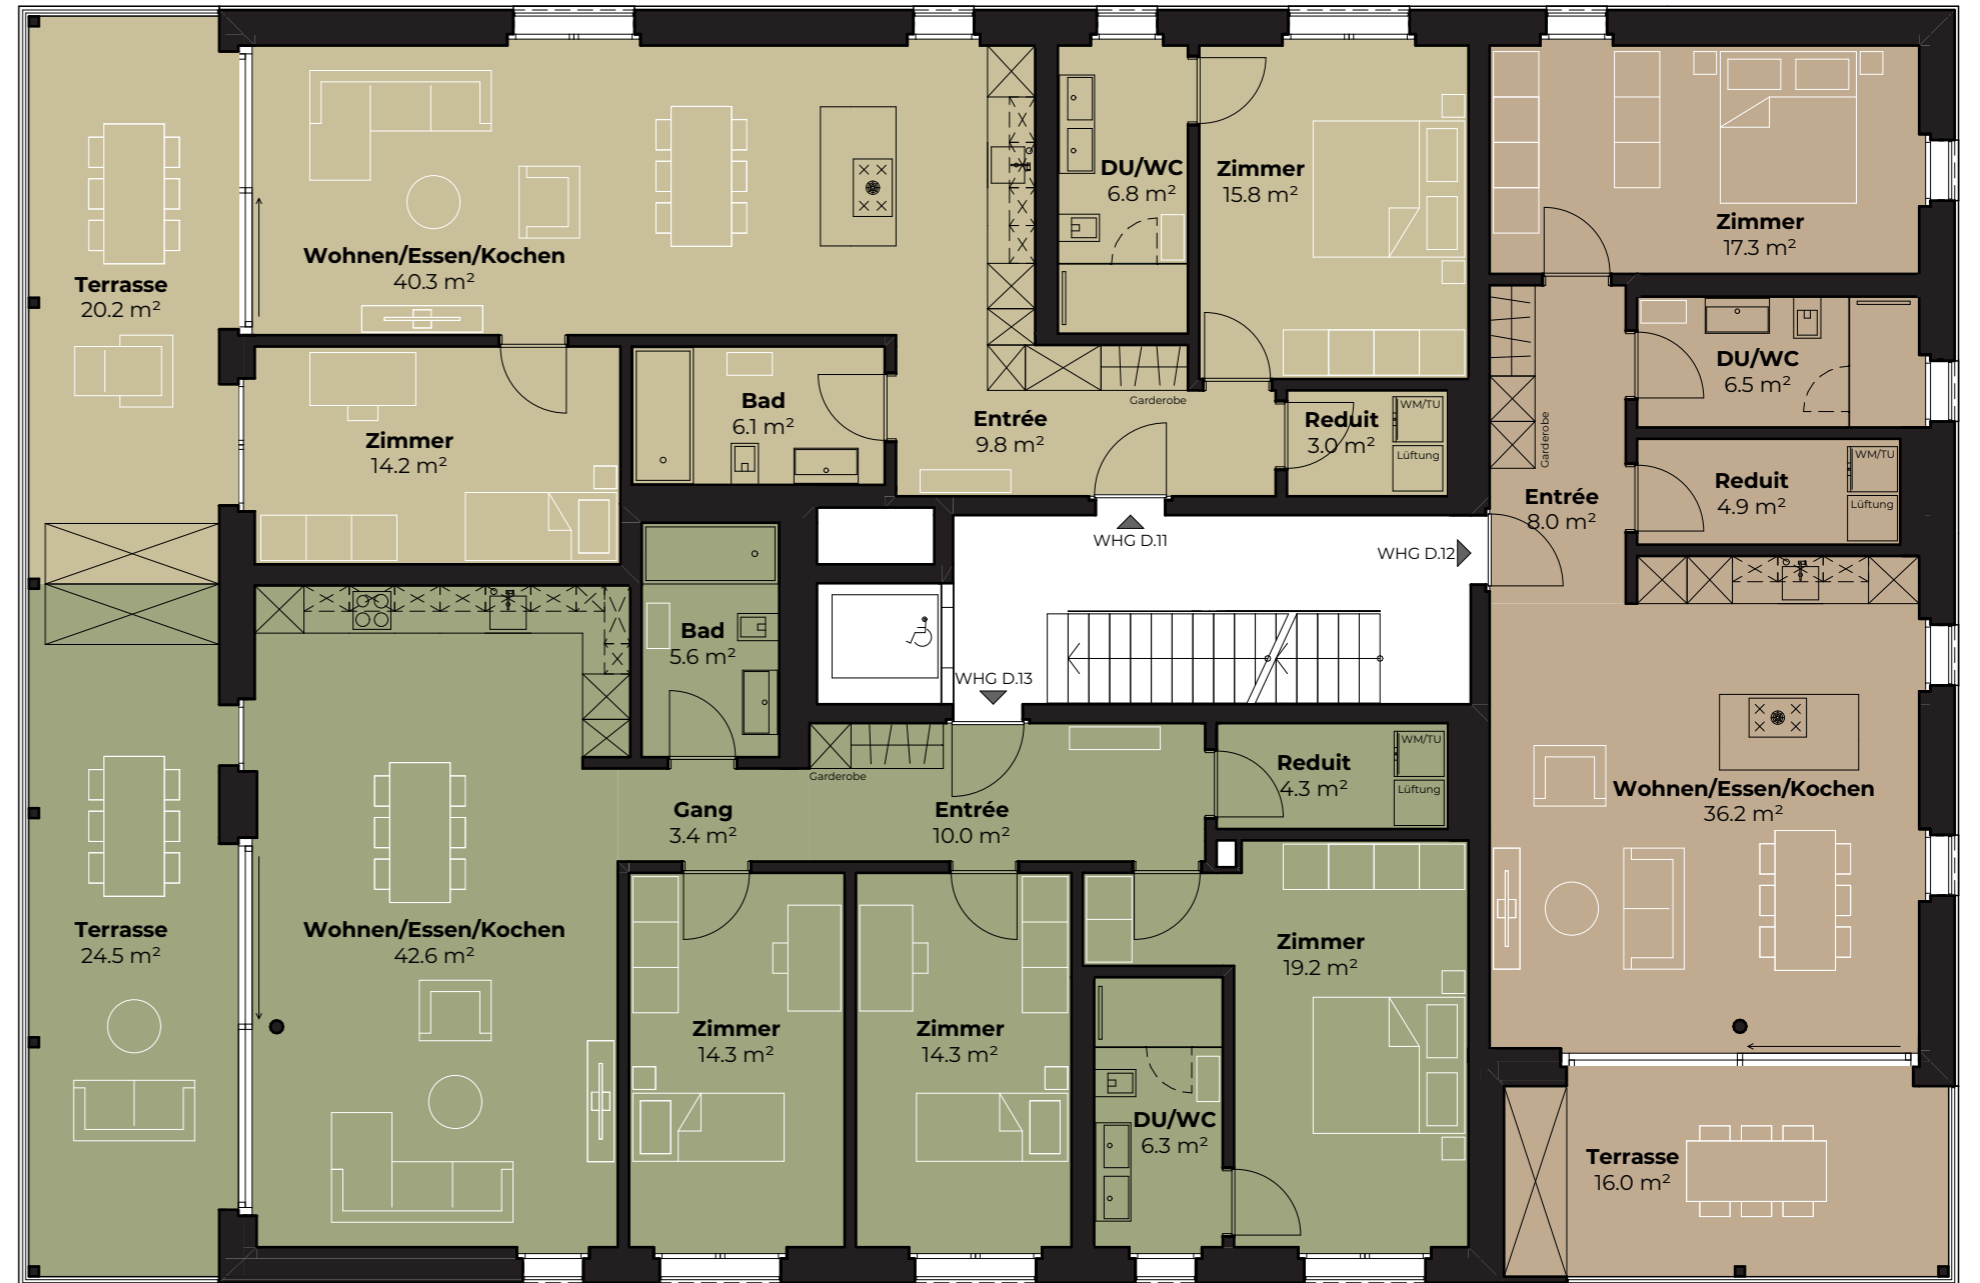 Terrasse
20.2 m²
Wohnen/Essen/Kochen
40.3 m²
DU/WC
6.8 m²
Zimmer
15.8 m²
Zimmer
14.2 m²
Bad
6.1 m²
Entrée
9.8 m²
Garderobe
Reduit
3.0 m²
WM/TU
Lüftung
WHG D.11
Zimmer
17.3 m²
DU/WC
6.5 m²
Garderobe
Reduit
4.9 m²
WM/TU
Lüftung
Entrée
8.0 m²
WHG D.12
Wohnen/Essen/Kochen
36.2 m²
Terrasse
16.0 m²
WHG D.13
Bad
5.6 m²
Garderobe
Gang
3.4 m²
Entrée
10.0 m²
Reduit
4.3 m²
WM/TU
Lüftung
Terrasse
24.5 m²
Wohnen/Essen/Kochen
42.6 m²
Zimmer
14.3 m²
Zimmer
14.3 m²
Zimmer
19.2 m²
DU/WC
6.3 m²